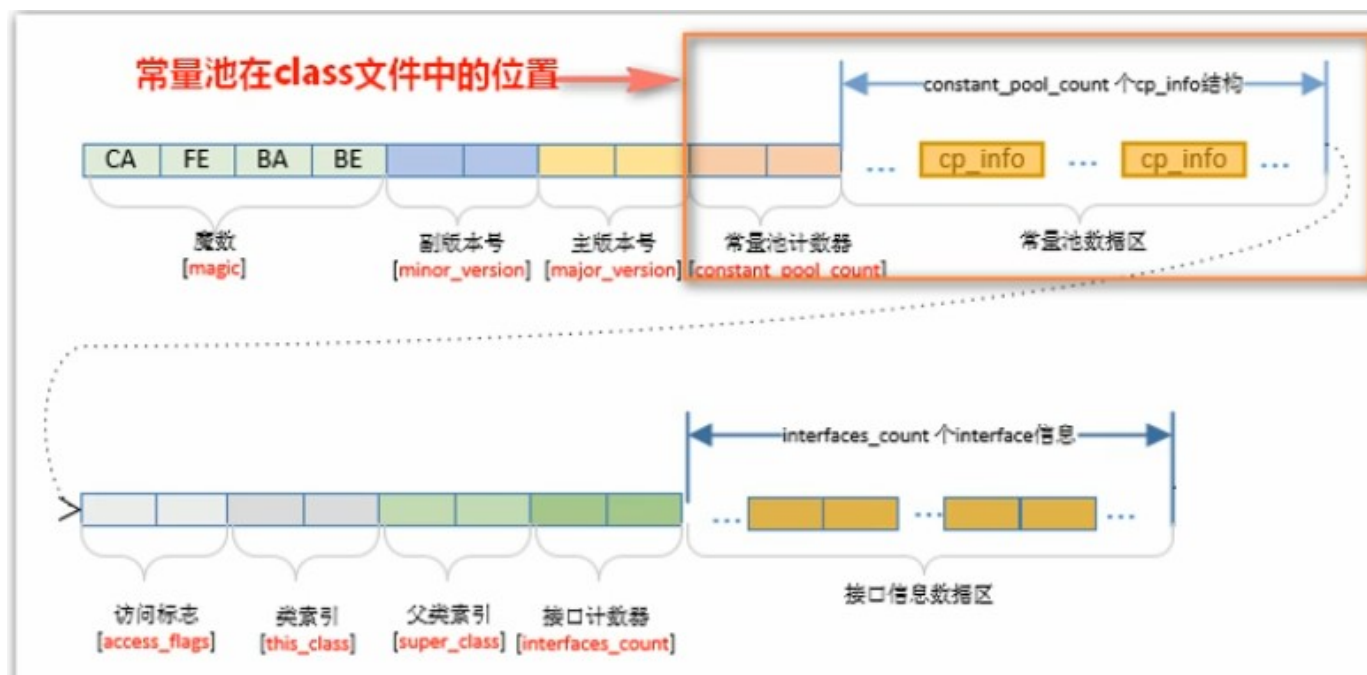 常量池在class文件中的位置
constant_pool_count 个cp_info结构
CA FE BA BE
... cp_info ... cp_info ...
魔数 副版本号 主版本号 常量池计数器 常量池数据区
[magic] [minor_version] [major_version] [constant_pool_count]
interfaces_count 个interface信息
... ... ...
访问标志 类索引 父类索引 接口计数器 接口信息数据区
[access_flags] [this_class] [super_class] [interfaces_count]